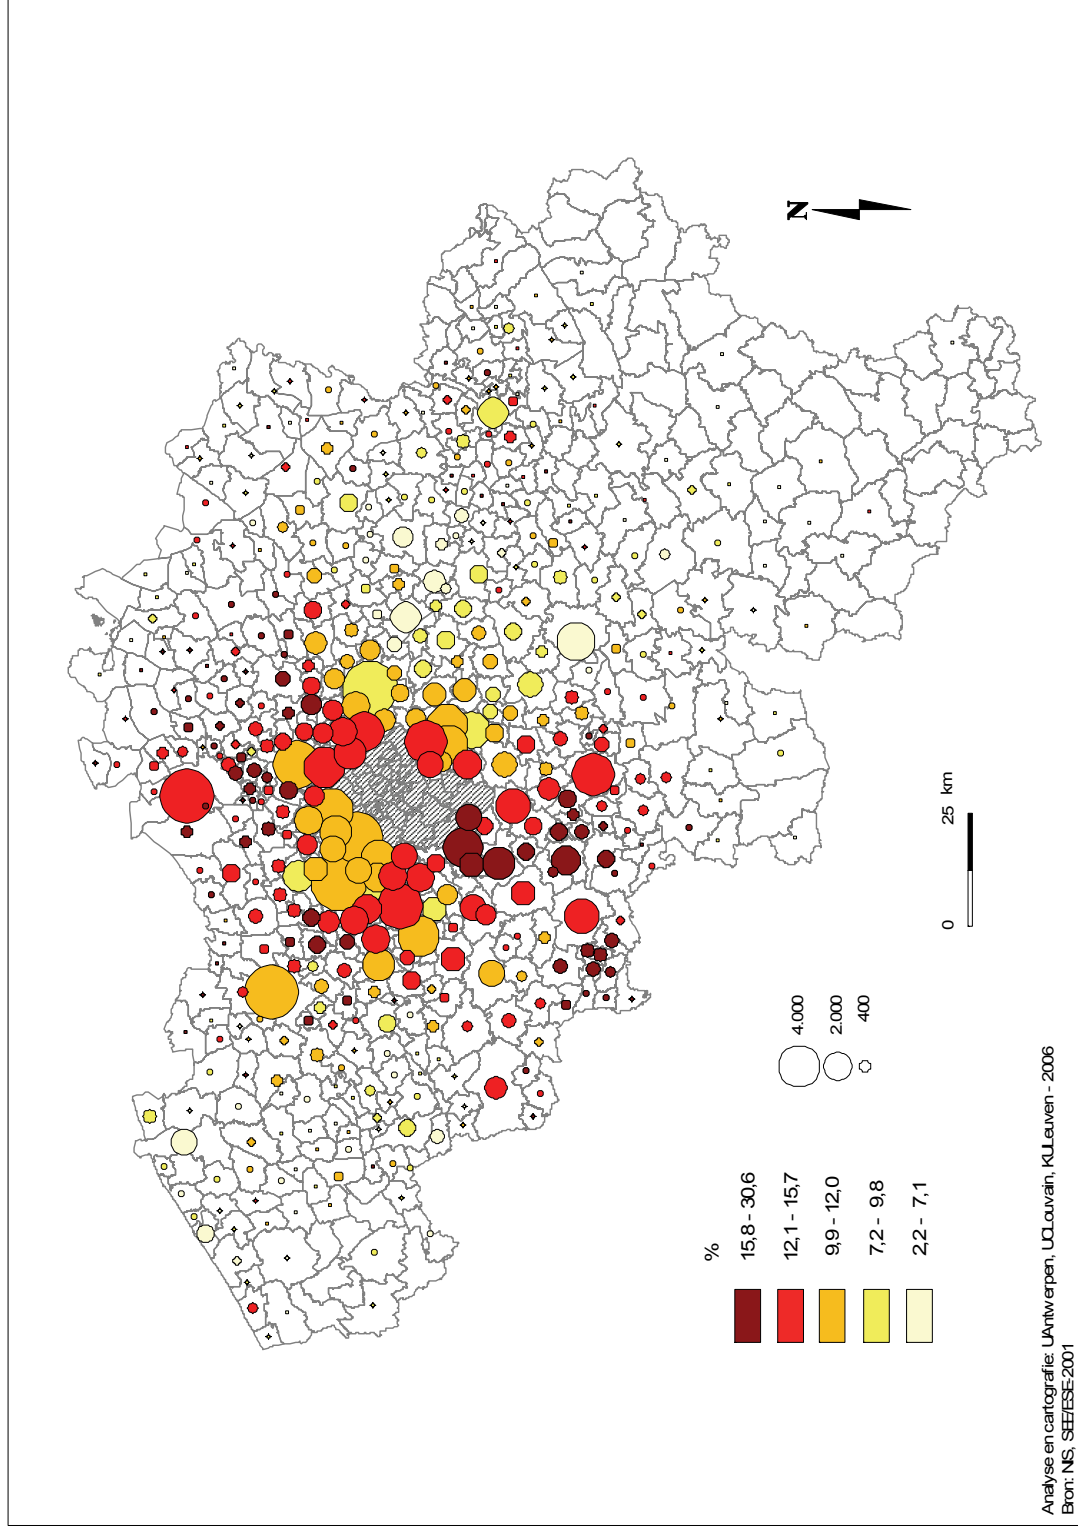 N
0 25 km
4.000
2.000
400
%
15,8 - 30,6
12,1 - 15,7
9,9 - 12,0
7,2 - 9,8
2,2 - 7,1
Analyse en cartografie: UAntwerpen, UCLouvain, KULeuven - 2006
Bron: NIS, SEE/ESE-2001